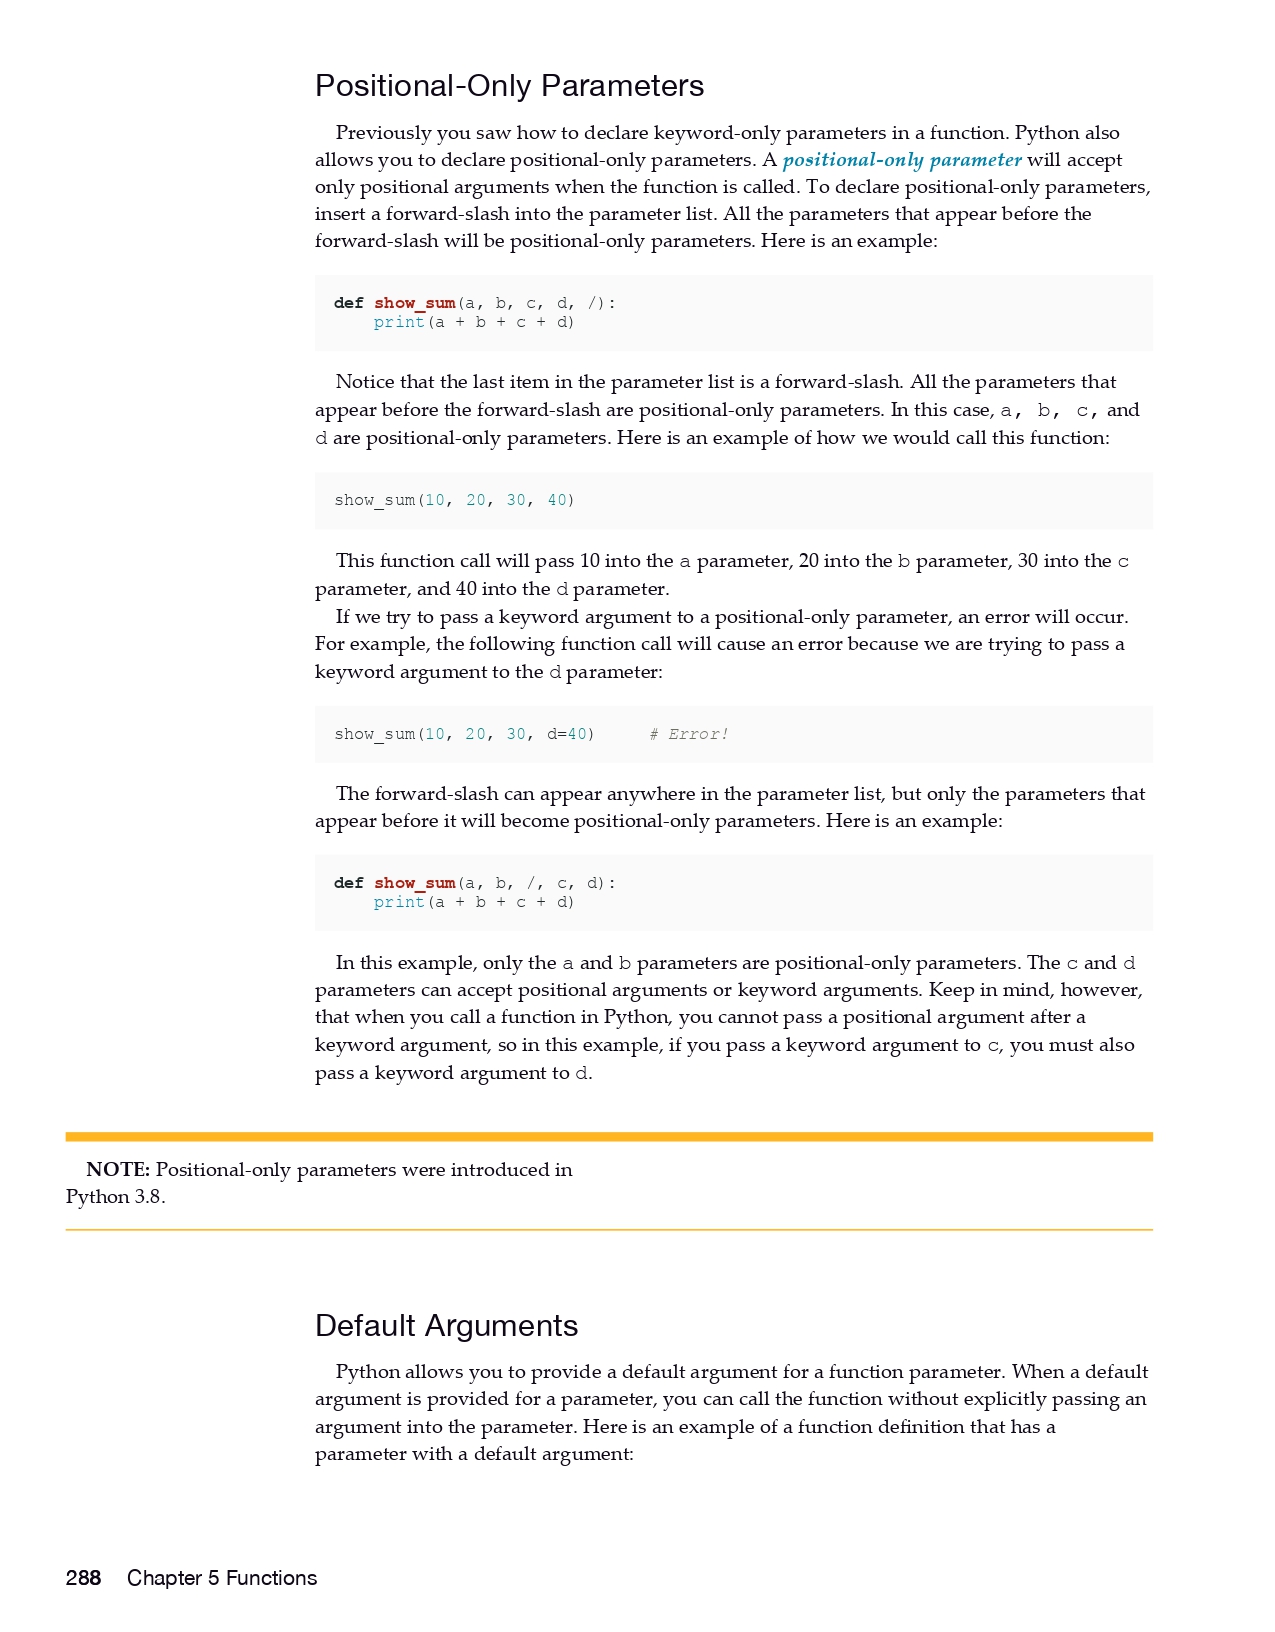 Positional-Only Parameters
Previously you saw how to declare keyword-only parameters in a function. Python also
allows you to declare positional-only parameters. A positional-only parameter will accept
only positional arguments when the function is called. To declare positional-only parameters,
insert a forward-slash into the parameter list. All the parameters that appear before the
forward-slash will be positional-only parameters. Here is an example:
def show_sum(a, b, c, d, /):
    print(a + b + c + d)
Notice that the last item in the parameter list is a forward-slash. All the parameters that
appear before the forward-slash are positional-only parameters. In this case, a, b, c, and
d are positional-only parameters. Here is an example of how we would call this function:
show_sum(10, 20, 30, 40)
This function call will pass 10 into the a parameter, 20 into the b parameter, 30 into the c
parameter, and 40 into the d parameter.
If we try to pass a keyword argument to a positional-only parameter, an error will occur.
For example, the following function call will cause an error because we are trying to pass a
keyword argument to the d parameter:
show_sum(10, 20, 30, d=40)     # Error!
The forward-slash can appear anywhere in the parameter list, but only the parameters that
appear before it will become positional-only parameters. Here is an example:
def show_sum(a, b, /, c, d):
    print(a + b + c + d)
In this example, only the a and b parameters are positional-only parameters. The c and d
parameters can accept positional arguments or keyword arguments. Keep in mind, however,
that when you call a function in Python, you cannot pass a positional argument after a
keyword argument, so in this example, if you pass a keyword argument to c, you must also
pass a keyword argument to d.
NOTE: Positional-only parameters were introduced in
Python 3.8.
Default Arguments
Python allows you to provide a default argument for a function parameter. When a default
argument is provided for a parameter, you can call the function without explicitly passing an
argument into the parameter. Here is an example of a function definition that has a
parameter with a default argument:
288 Chapter 5 Functions